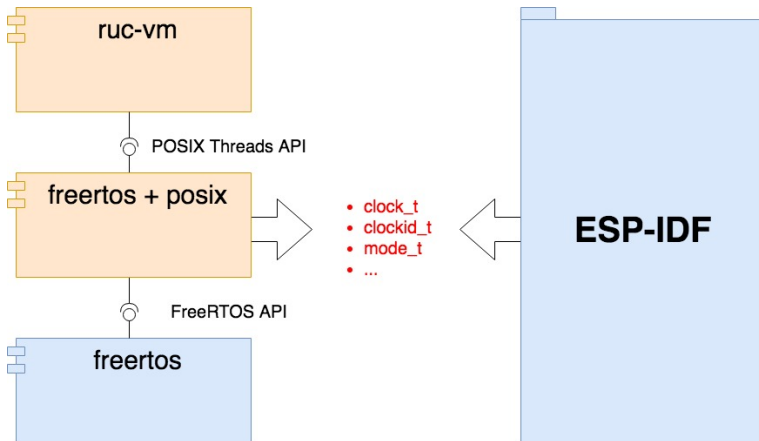 ruc-vm
POSIX Threads API
freertos + posix
• clock_t
• clockid_t
• mode_t
• ...
ESP-IDF
FreeRTOS API
freertos